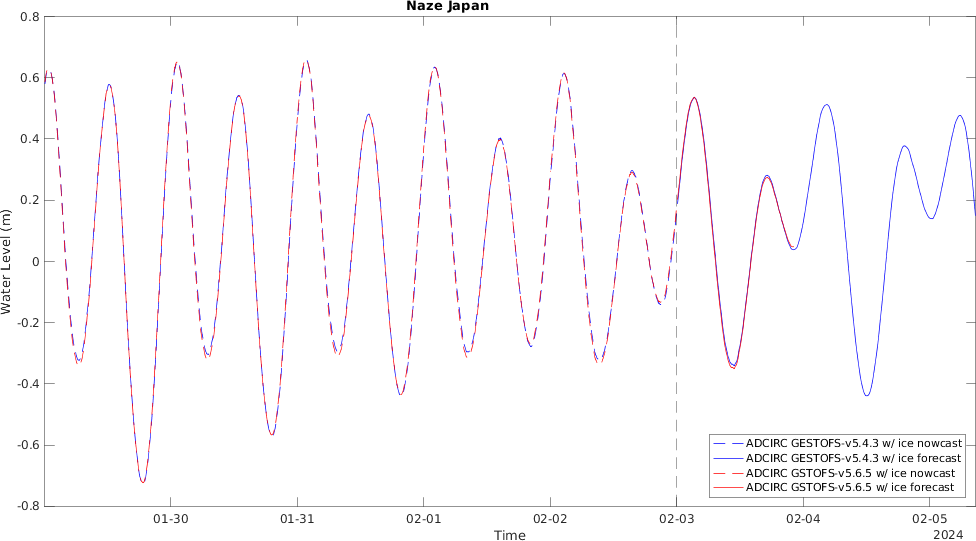 Naze Japan
Water Level (m)
0.8
0.6
0.4
0.2
0
-0.2
-0.4
-0.6
-0.8
01-30
01-31
02-01
02-02
02-03
02-04
02-05
Time
2024
ADCIRC GESTOFS-v5.4.3 w/ ice nowcast
ADCIRC GESTOFS-v5.4.3 w/ ice forecast
ADCIRC GSTOFS-v5.6.5 w/ ice nowcast
ADCIRC GSTOFS-v5.6.5 w/ ice forecast